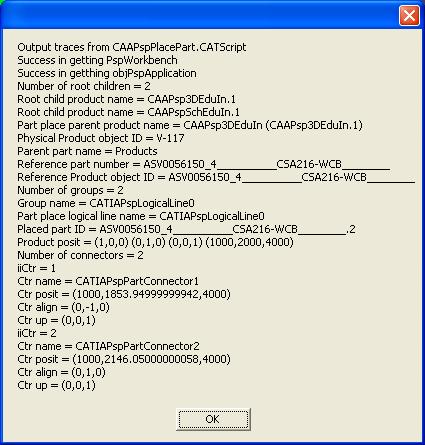 Output traces from CAAPspPlacePart.CATScript
Success in getting PspWorkbench
Success in getthing objPspApplication
Number of root children = 2
Root child product name = CAAPsp3DEduIn.1
Root child product name = CAAPspSchEduIn.1
Part place parent product name = CAAPsp3DEduIn (CAAPsp3DEduIn.1)
Physical Product object ID = V-117
Parent part name = Products
Reference part number = ASV0056150_4__________CSA216-WCB________
Reference Product object ID = ASV0056150_4__________CSA216-WCB________
Number of groups = 2
Group name = CATIAPspLogicalLine0
Part place logical line name = CATIAPspLogicalLine0
Placed part ID = ASV0056150_4__________CSA216-WCB________.2
Product posit = (1,0,0) (0,1,0) (0,0,1) (1000,2000,4000)
Number of connectors = 2
iiCtr = 1
Ctr name = CATIAPspPartConnector1
Ctr posit = (1000,1853.94999999942,4000)
Ctr align = (0,-1,0)
Ctr up = (0,0,1)
iiCtr = 2
Ctr name = CATIAPspPartConnector2
Ctr posit = (1000,2146.05000000058,4000)
Ctr align = (0,1,0)
Ctr up = (0,0,1)
OK